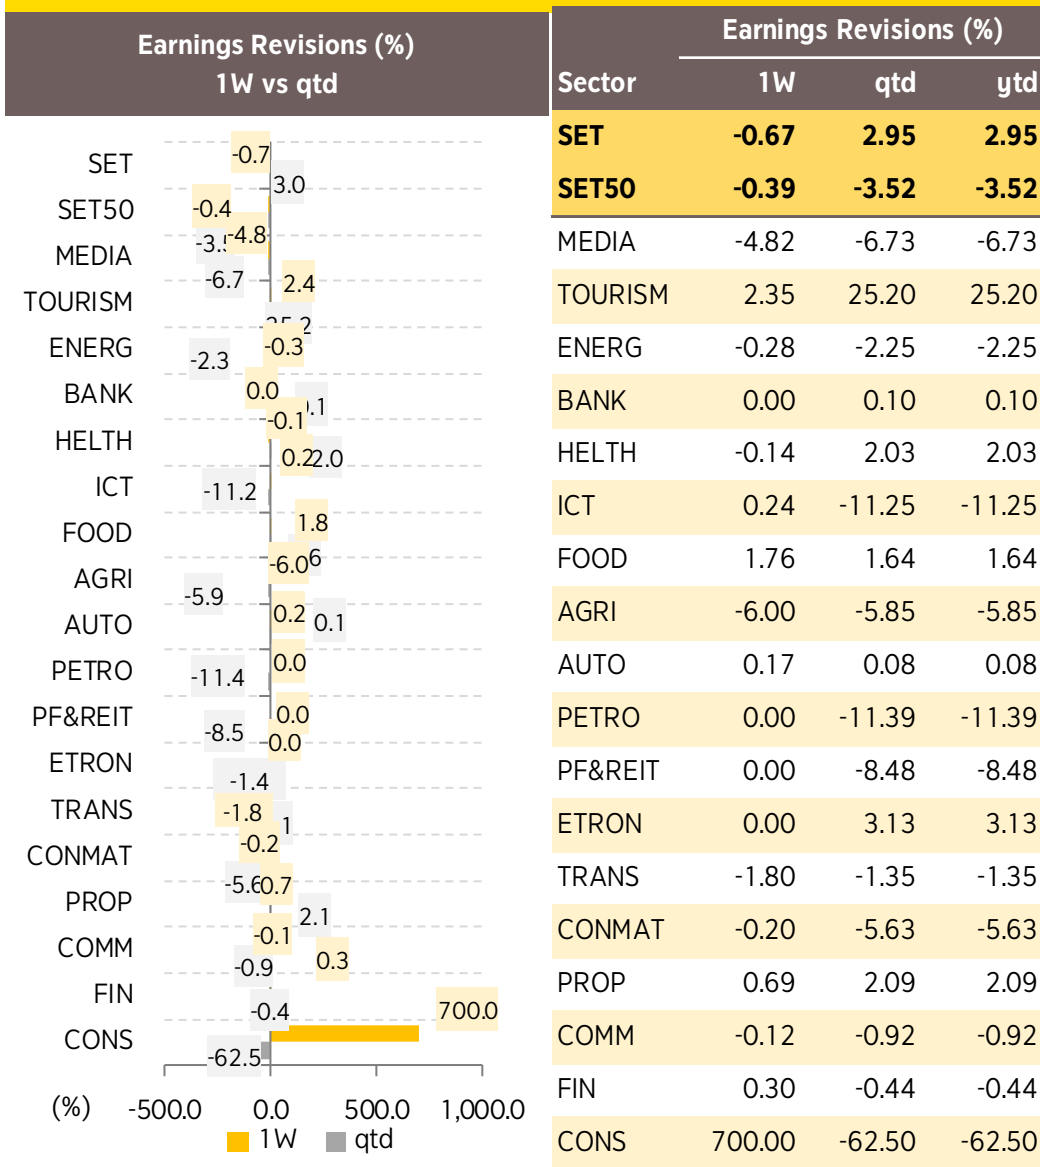 Earnings Revisions (%)
1W vs qtd
SET
SET50
MEDIA
TOURISM
ENERG
BANK
HELTH
ICT
FOOD
AGRI
AUTO
PETRO
PF&REIT
ETRON
TRANS
CONMAT
PROP
COMM
FIN
CONS
-0.7
3.0
-0.4
-4.8
-6.7
2.4
-0.3
-2.3
0.0
-0.1
0.2
2.0
-11.2
1.8
-6.0
-5.9
0.2
0.1
0.0
-11.4
0.0
-8.5
0.0
-1.4
-1.8
-0.2
-5.6
0.7
2.1
-0.1
-0.9
0.3
-0.4
700.0
-62.5
(%) -500.0 0.0 500.0 1,000.0
1W qtd
Earnings Revisions (%)
Sector 1W qtd ytd
SET -0.67 2.95 2.95
SET50 -0.39 -3.52 -3.52
MEDIA -4.82 -6.73 -6.73
TOURISM 2.35 25.20 25.20
ENERG -0.28 -2.25 -2.25
BANK 0.00 0.10 0.10
HELTH -0.14 2.03 2.03
ICT 0.24 -11.25 -11.25
FOOD 1.76 1.64 1.64
AGRI -6.00 -5.85 -5.85
AUTO 0.17 0.08 0.08
PETRO 0.00 -11.39 -11.39
PF&REIT 0.00 -8.48 -8.48
ETRON 0.00 3.13 3.13
TRANS -1.80 -1.35 -1.35
CONMAT -0.20 -5.63 -5.63
PROP 0.69 2.09 2.09
COMM -0.12 -0.92 -0.92
FIN 0.30 -0.44 -0.44
CONS 700.00 -62.50 -62.50